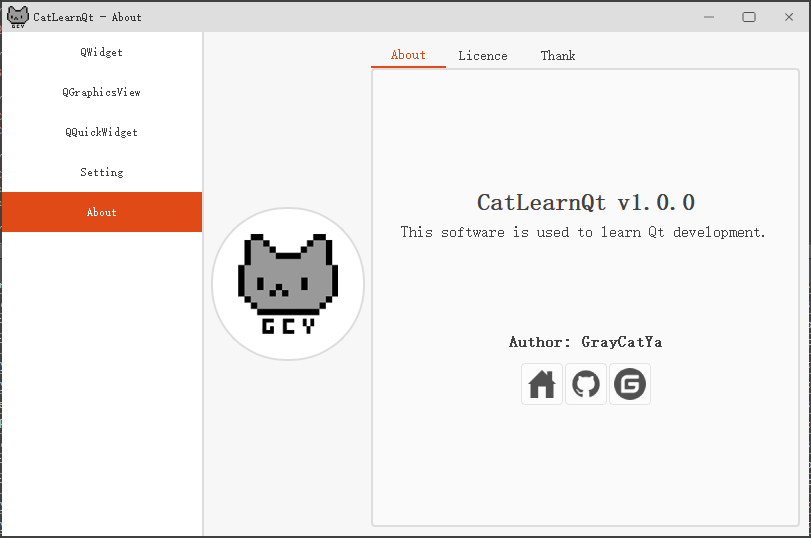 CatLearnQt - About
QWidget
QGraphicsView
QQuickWidget
Setting
About
GCY
About
Licence
Thank
CatLearnQt v1.0.0
This software is used to learn Qt development.
Author: GrayCatYa
G